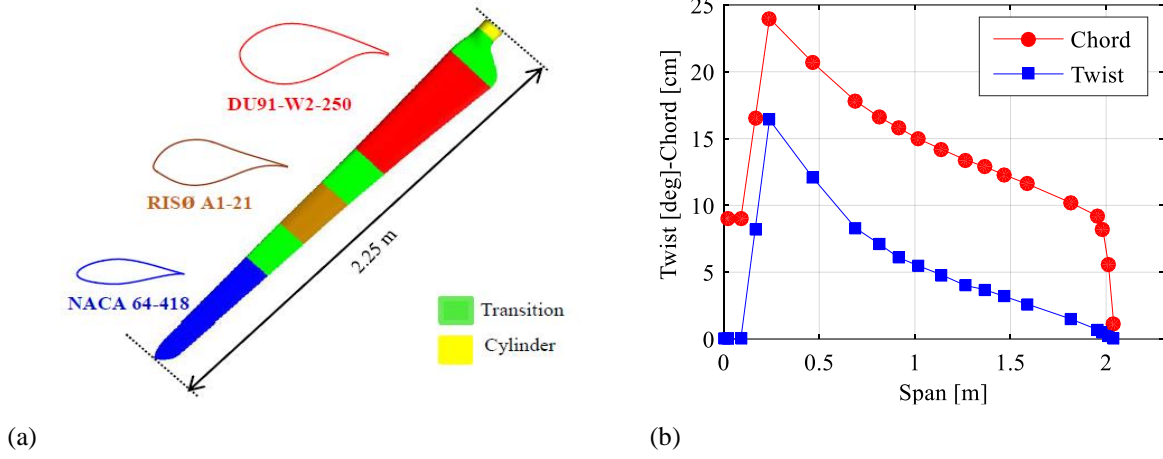 DU91-W2-250
RISØ A1-21
NACA 64-418
2.25 m
Transition
Cylinder
(a)
25
20
15
10
5
0
Twist [deg]-Chord [cm]
Chord
Twist
0 0.5 1 1.5 2
Span [m]
(b)